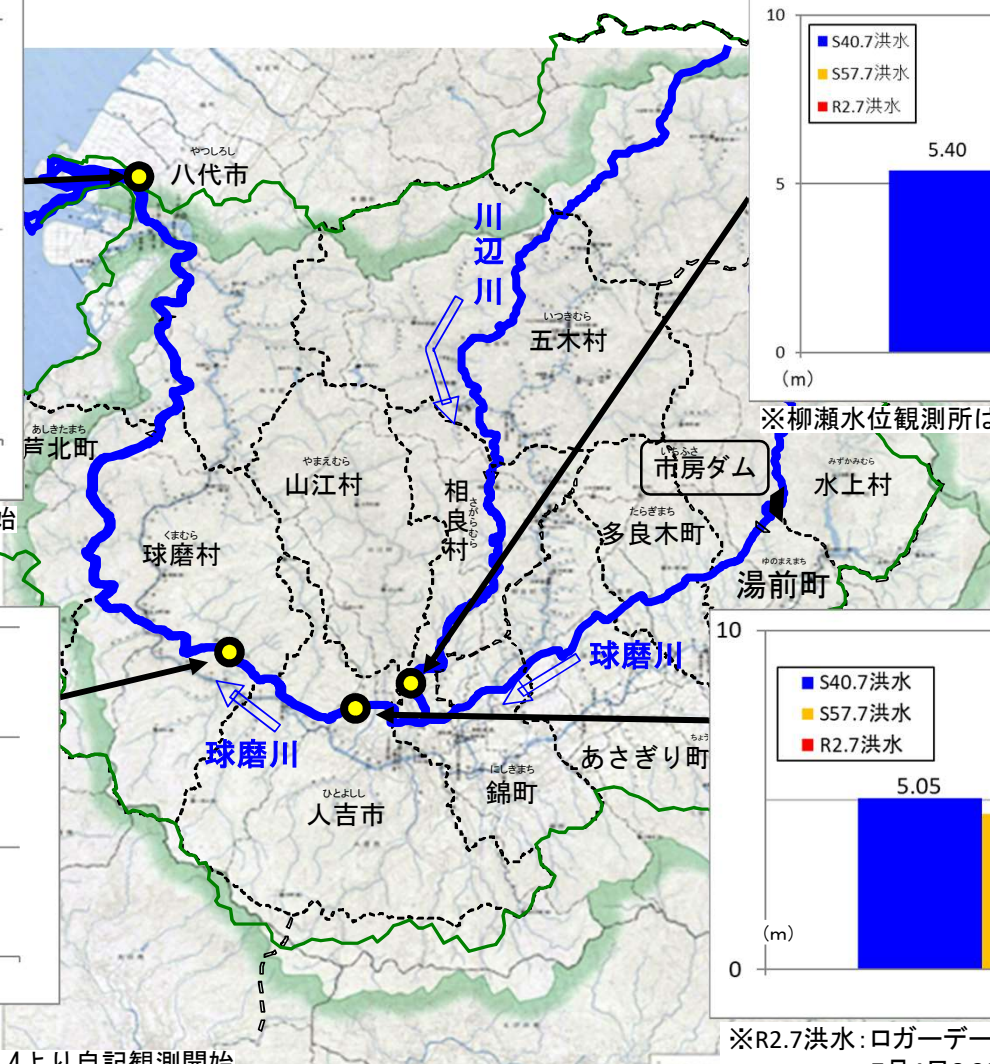 10
S40.7洪水
S57.7洪水
R2.7洪水
5.40
5
0
(m)
※柳瀬水位観測所は
やつしろし
八代市
川辺川
いつきむら
五木村
あしきたまち
芦北町
やまえむら
山江村
さがらむら
相良村
いちふさ
市房ダム
みずかみむら
水上村
たらぎまち
多良木町
くまむら
球磨村
ゆのまえまち
湯前町
始
球磨川
球磨川
ちょう
あさぎり町
にしきまち
錦町
ひとよしし
人吉市
10
S40.7洪水
S57.7洪水
R2.7洪水
5.05
(m)
0
※R2.7洪水：ロガーデー
4より自記観測開始